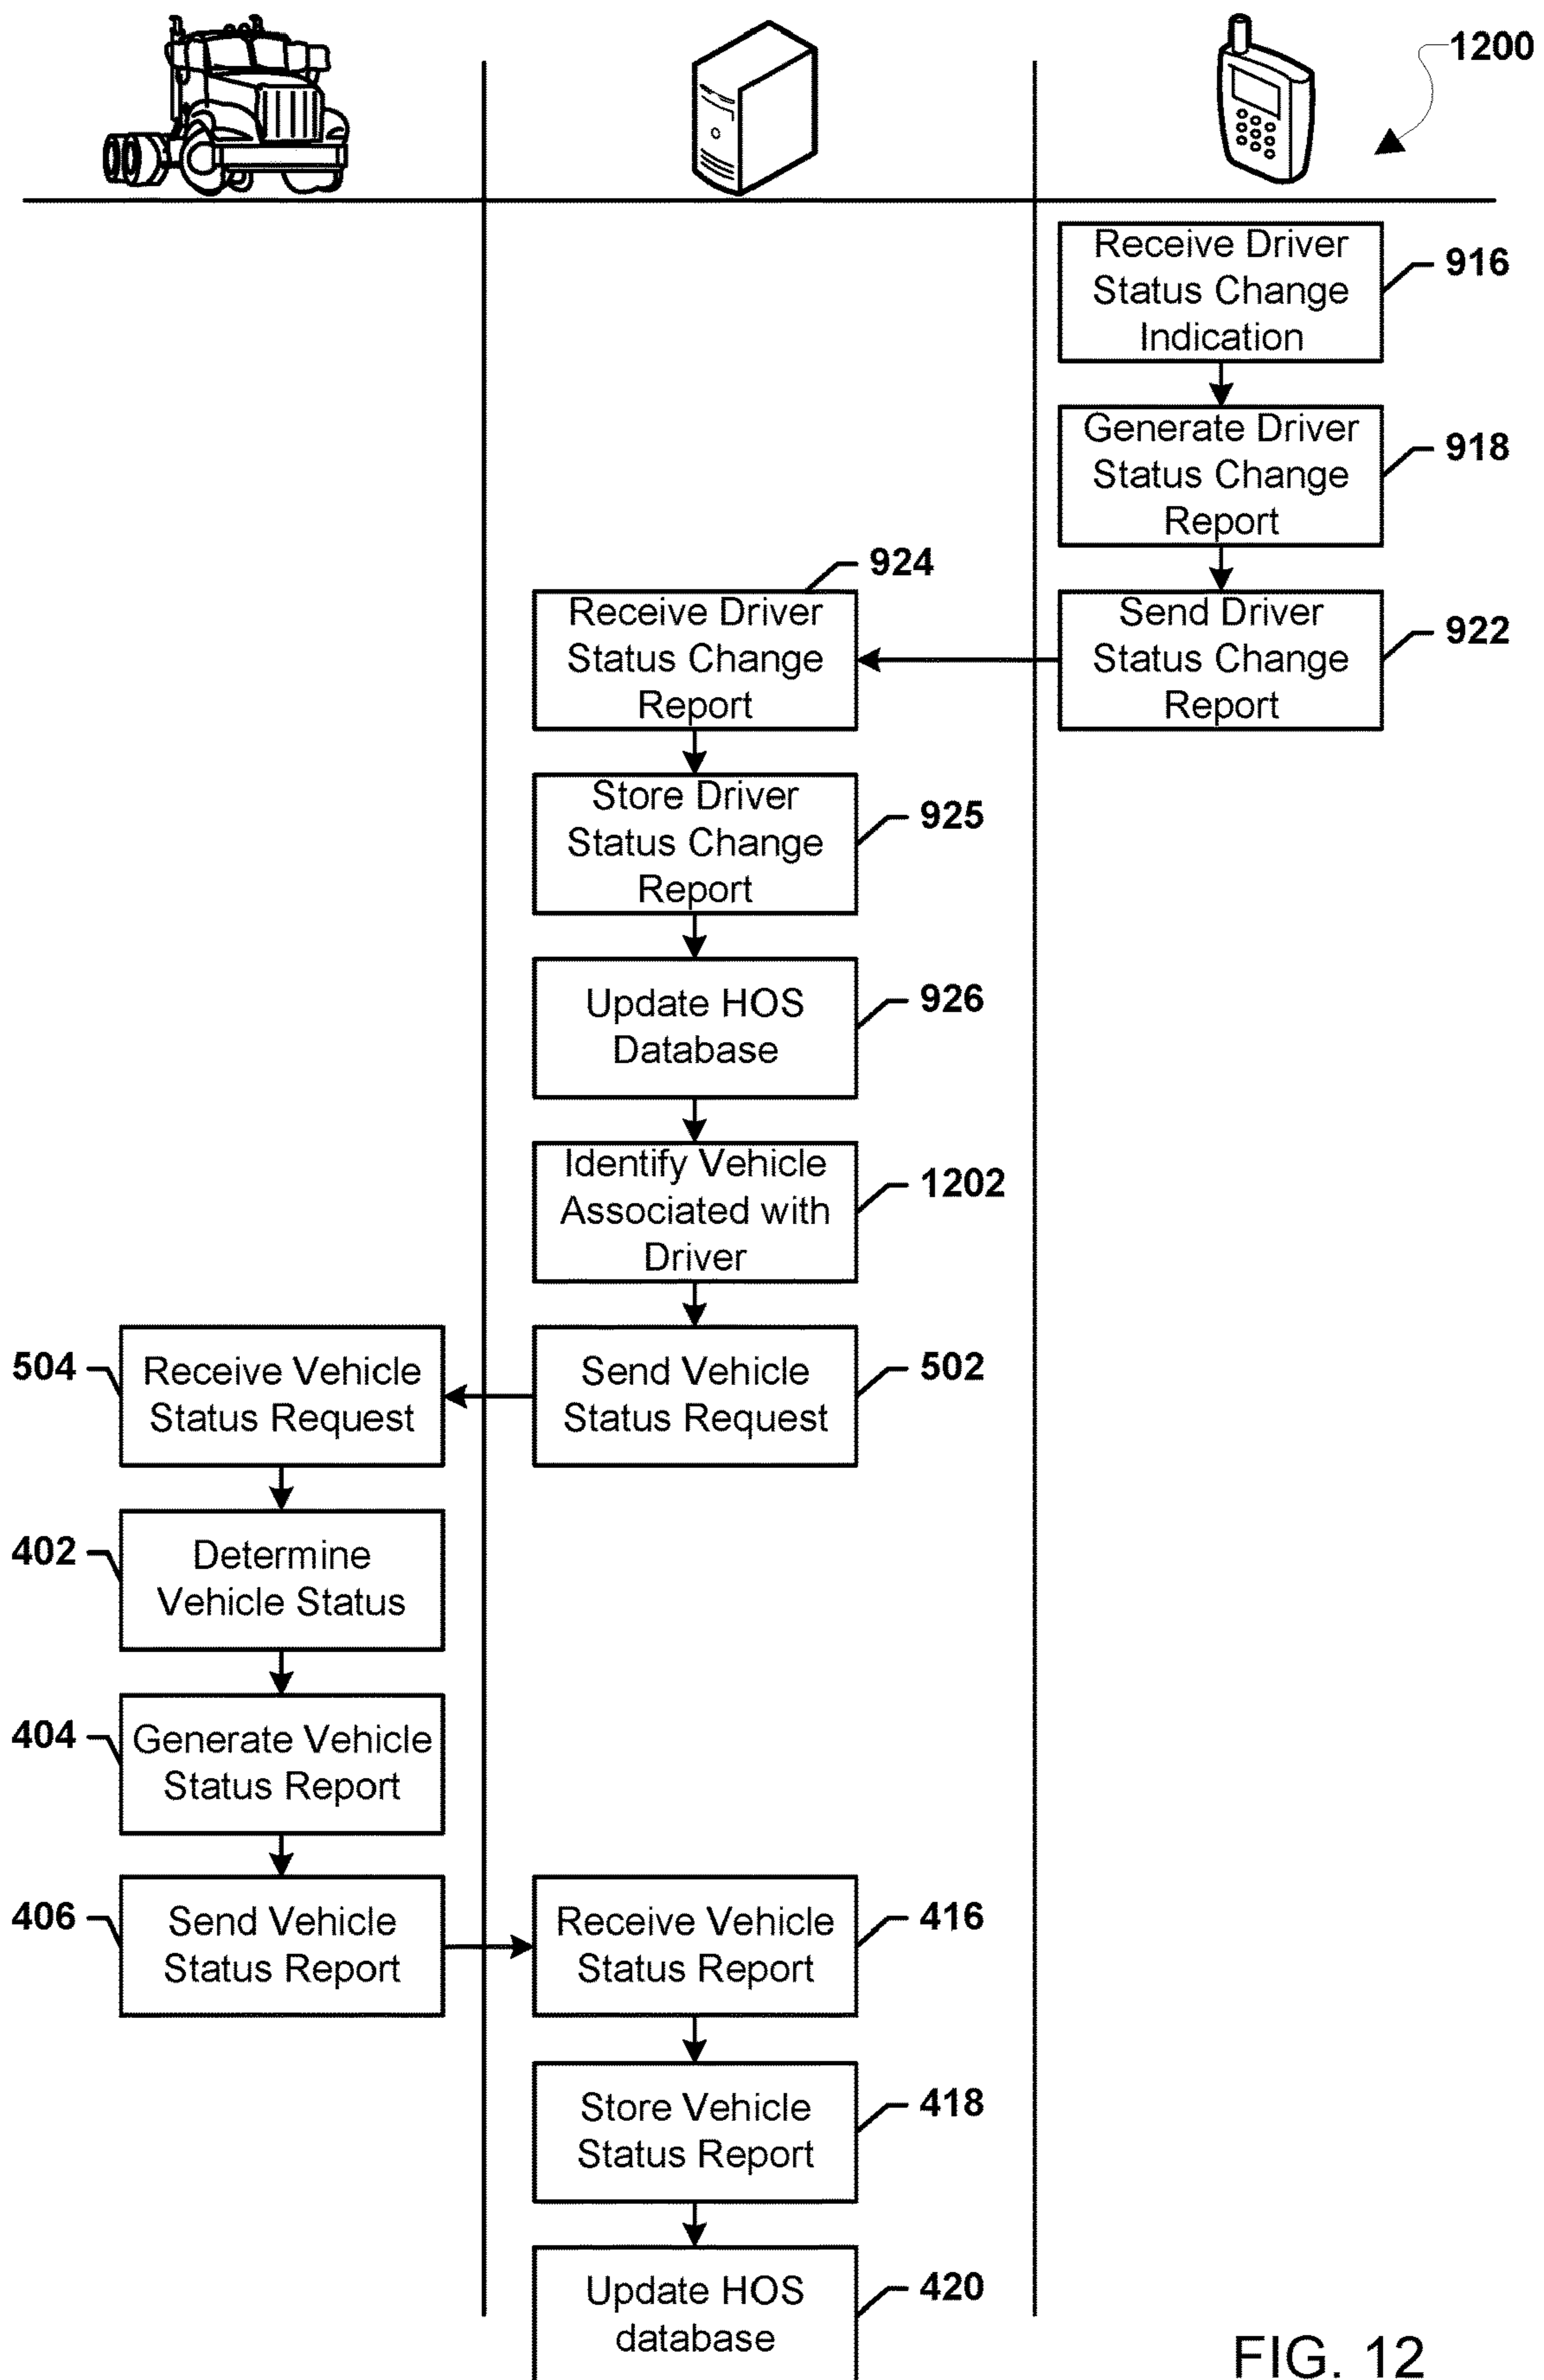 1200
Receive Driver
Status Change
Indication
916
Generate Driver
Status Change
Report
918
Send Driver
Status Change
Report
922
924
Receive Driver
Status Change
Report
Store Driver
Status Change
Report
925
Update HOS
Database
926
Identify Vehicle
Associated with
Driver
1202
Send Vehicle
Status Request
502
504
Receive Vehicle
Status Request
402
Determine
Vehicle Status
404
Generate Vehicle
Status Report
406
Send Vehicle
Status Report
Receive Vehicle
Status Report
416
Store Vehicle
Status Report
418
Update HOS
database
420
FIG. 12